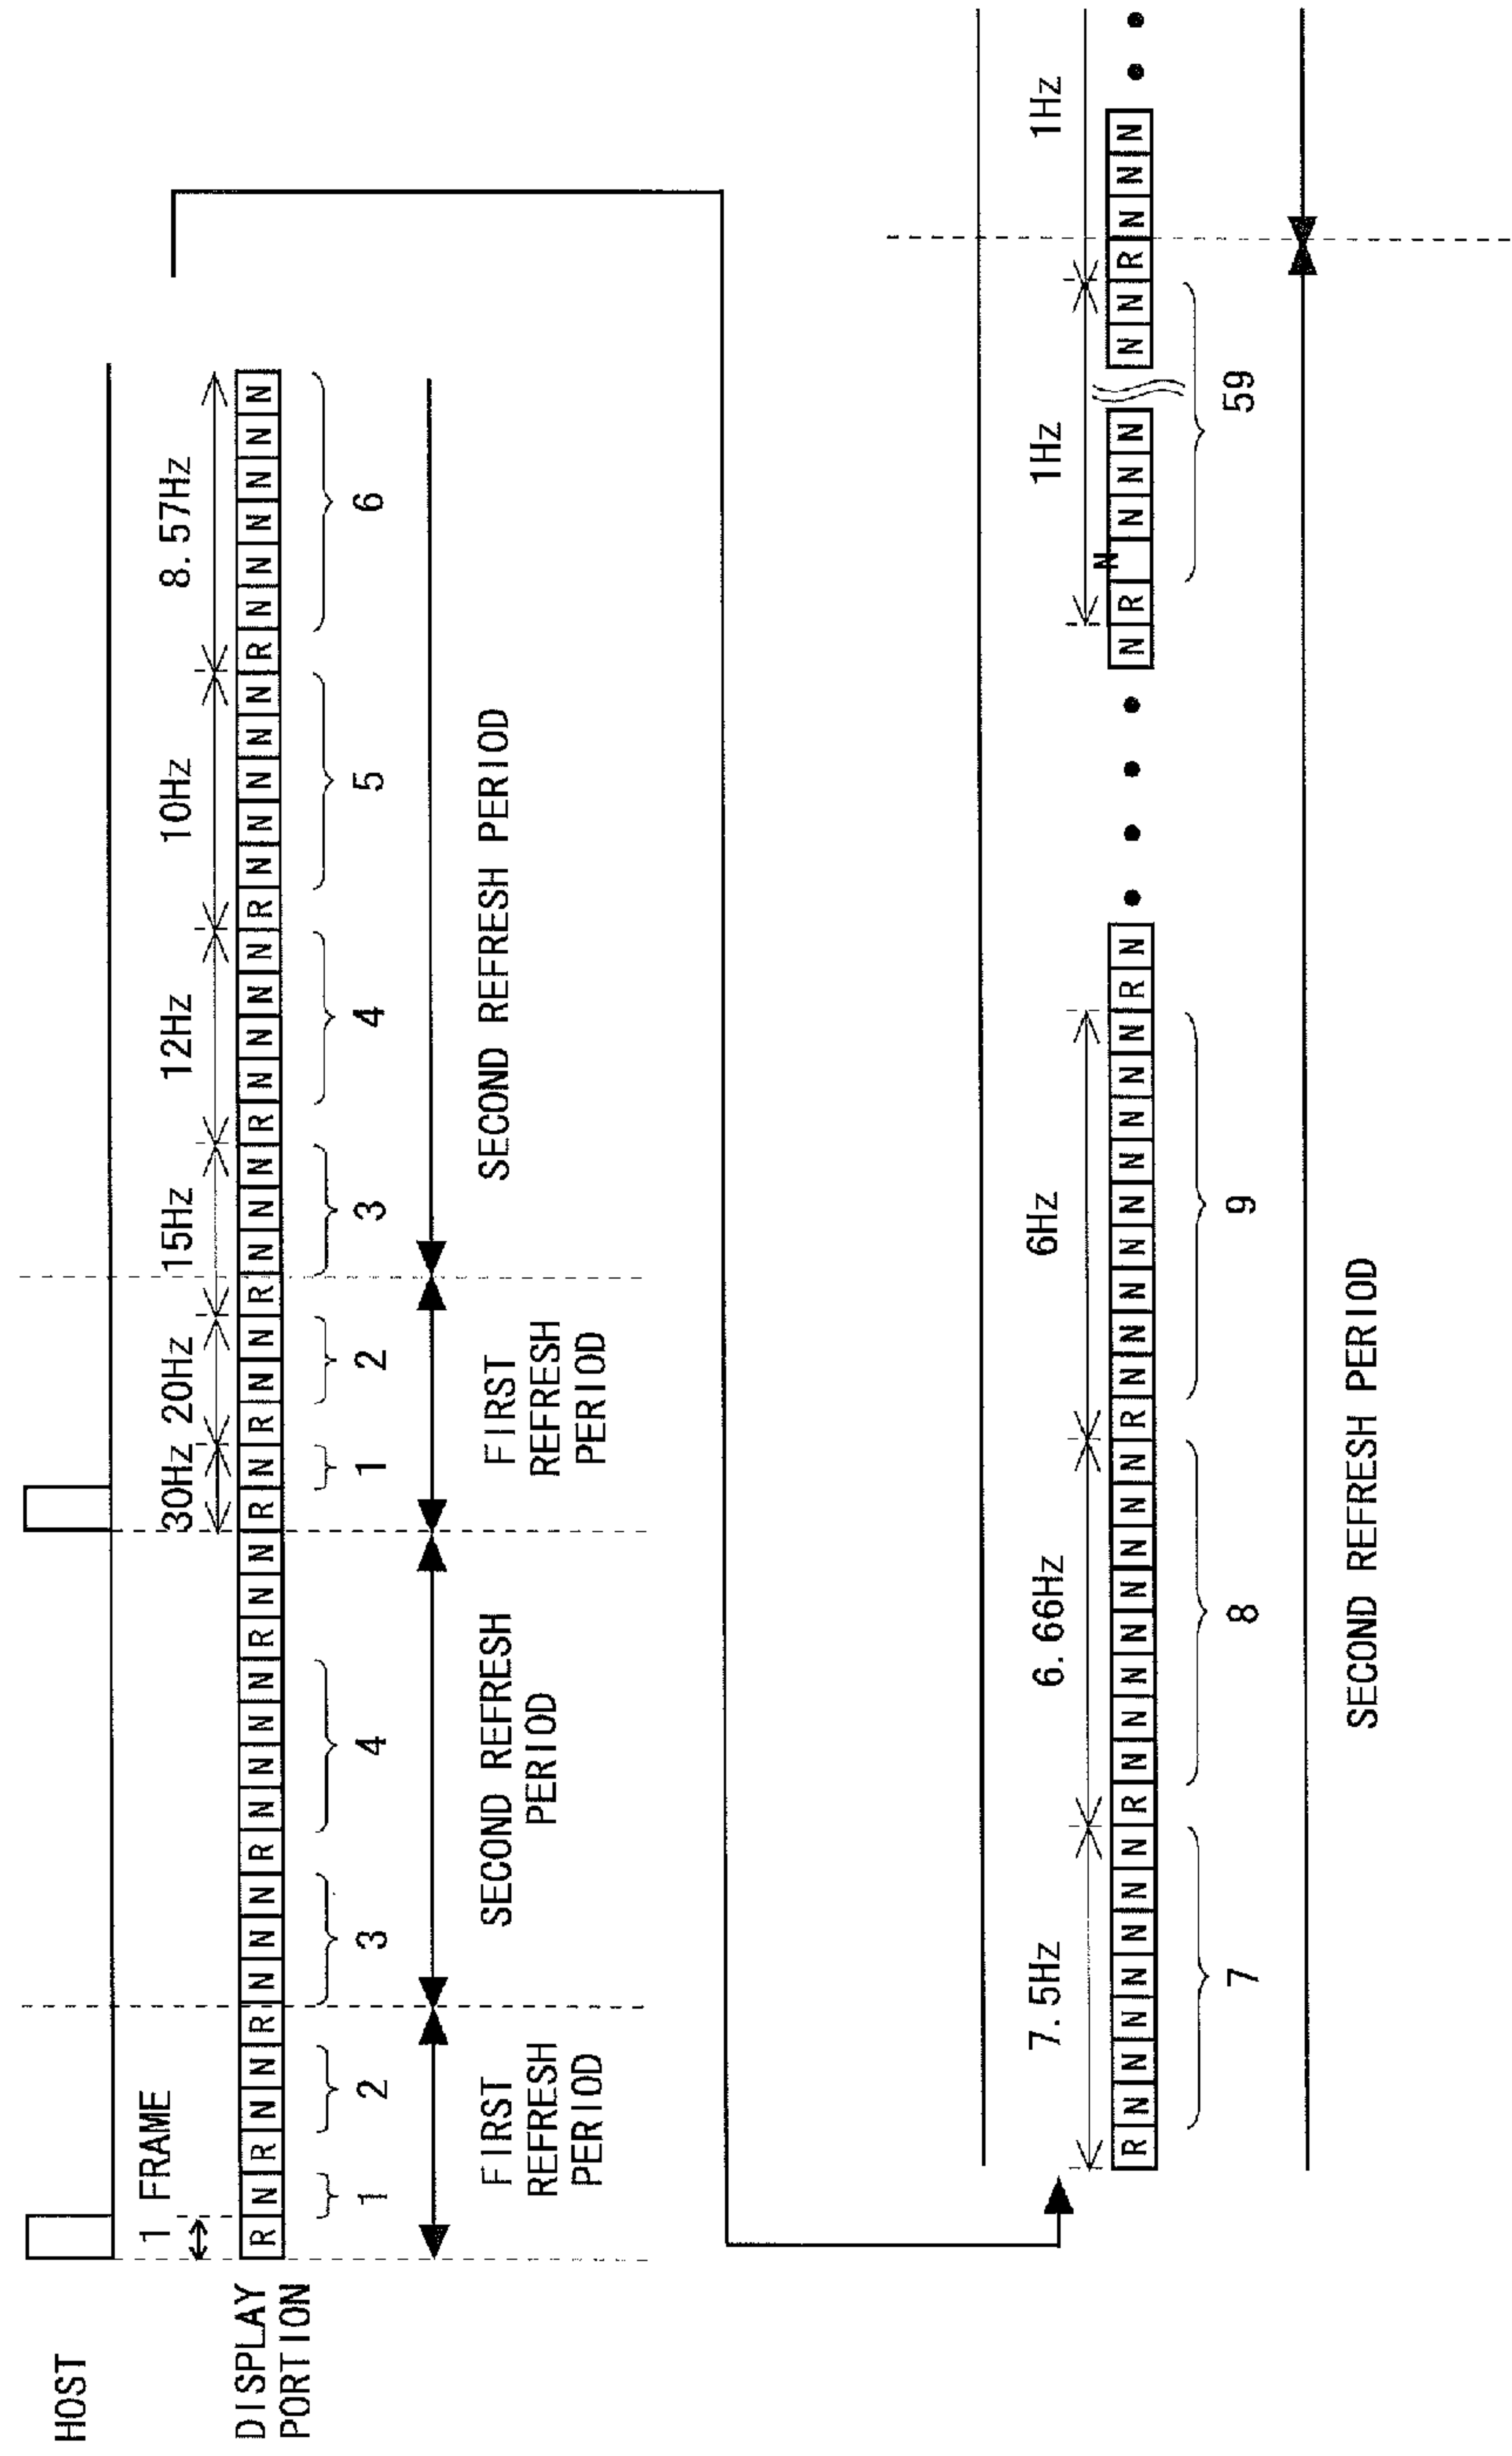 HOST
1 FRAME
30Hz 20Hz 15Hz 12Hz 10Hz 8.57Hz
DISPLAY
PORTION
R N R N N R N N N R N N N N R N N R N R N N R N N N R N N N N R N N N N N R N N N N N N
1 2 3 4 1 2 3 4 5 6
FIRST
REFRESH
PERIOD
SECOND REFRESH
PERIOD
FIRST
REFRESH
PERIOD
SECOND REFRESH PERIOD
7.5Hz 6.66Hz 6Hz 1Hz 1Hz
R N N N N N N N R N N N N N N N N R N N N N N N N N N R N • • • • N R N N N N N N R N N N • •
7 8 9 59
SECOND REFRESH PERIOD